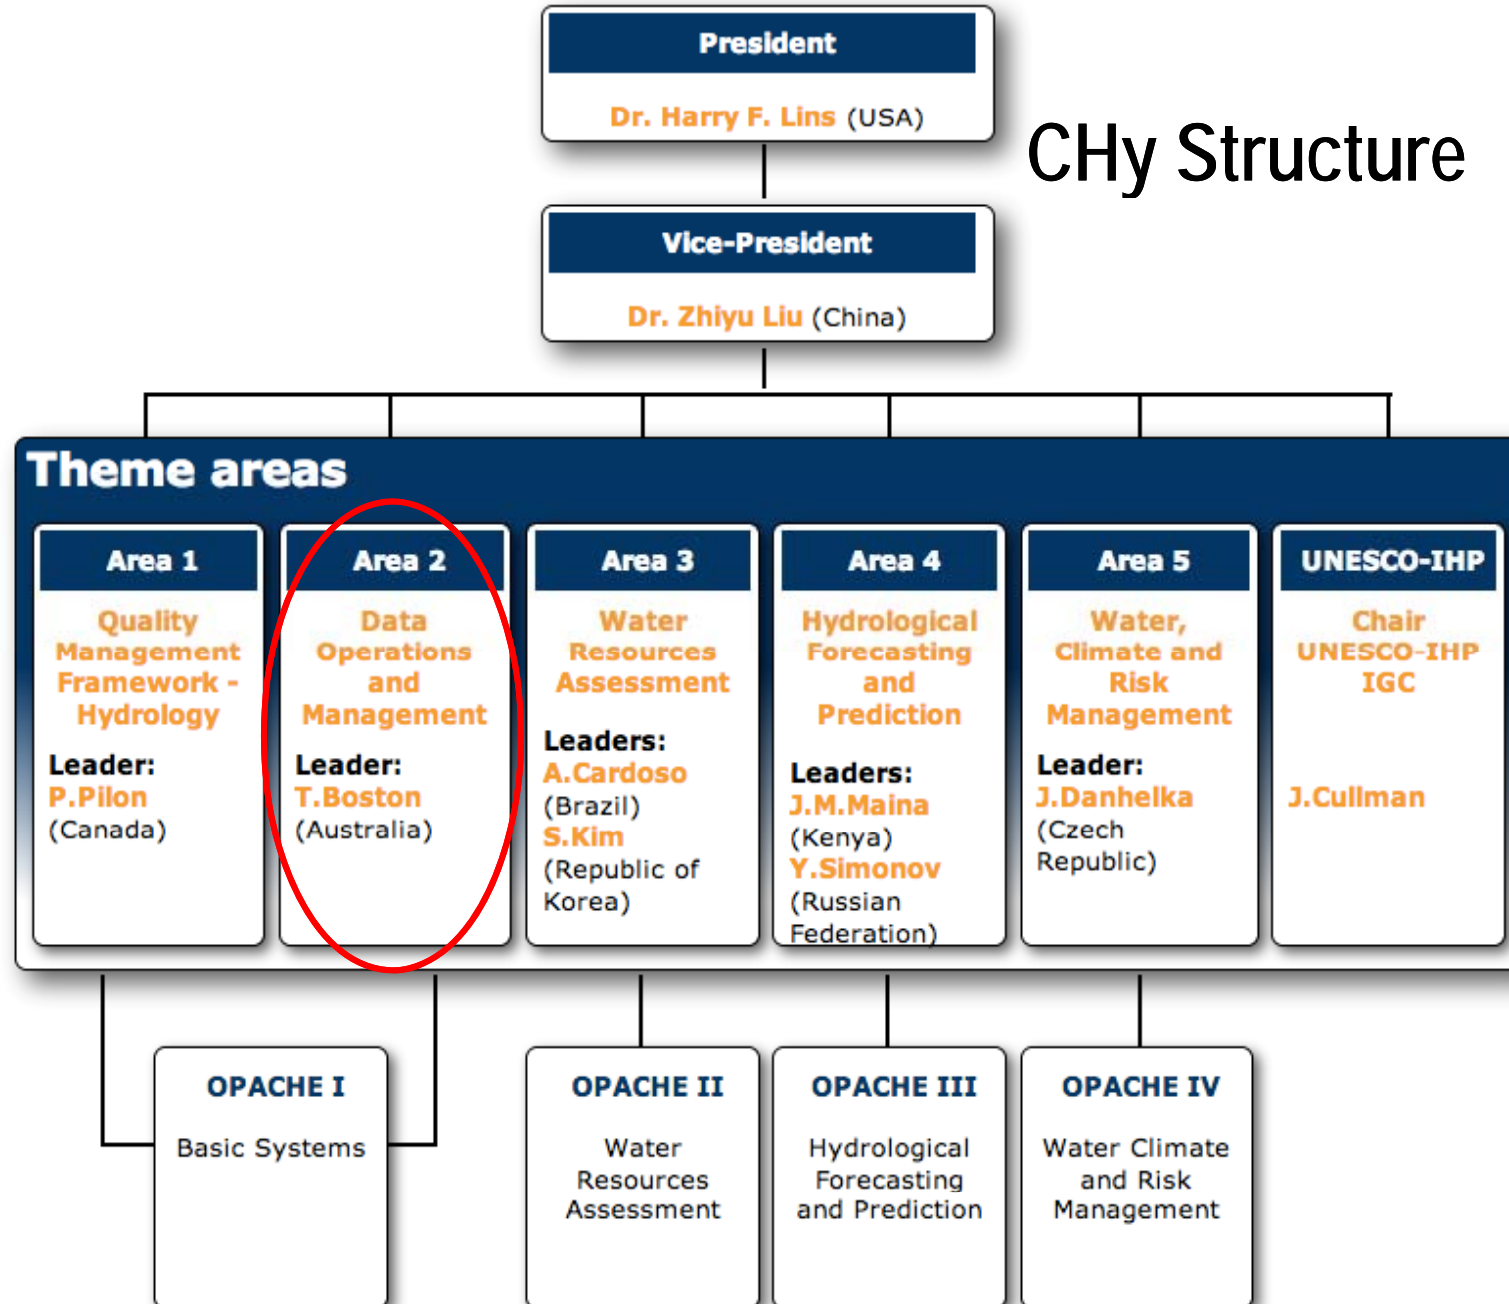 President
Dr. Harry F. Lins (USA)
CHy Structure
Vice-President
Dr. Zhiyu Liu (China)
Theme areas
Area 1
Quality
Management
Framework -
Hydrology
Leader:
P.Pilon
(Canada)
Area 2
Data
Operations
and
Management
Leader:
T.Boston
(Australia)
Area 3
Water
Resources
Assessment
Leaders:
A.Cardoso
(Brazil)
S.Kim
(Republic of
Korea)
Area 4
Hydrological
Forecasting
and
Prediction
Leaders:
J.M.Maina
(Kenya)
Y.Simonov
(Russian
Federation)
Area 5
Water,
Climate and
Risk
Management
Leader:
J.Danhelka
(Czech
Republic)
UNESCO-IHP
Chair
UNESCO-IHP
IGC
J.Cullman
OPACHE I
Basic Systems
OPACHE II
Water
Resources
Assessment
OPACHE III
Hydrological
Forecasting
and Prediction
OPACHE IV
Water Climate
and Risk
Management